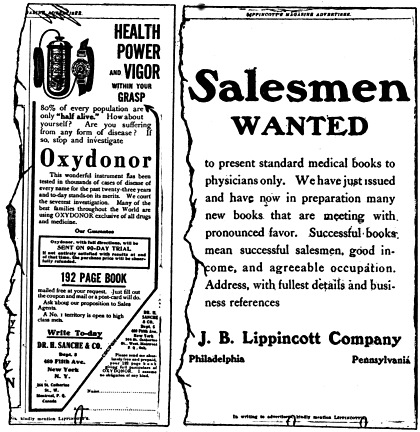 HEALTH
POWER
AND VIGOR
WITHIN YOUR
GRASP
80% of every population are
only "half alive." How about
yourself? Are you suffering
from any form of disease? If
so, stop and investigate
Oxydonor
This wonderful instrument has been
tested in thousands of cases of disease of
every name for the past twenty-three years
and to-day stands on its merits. We court
the severest investigation. Many of the
best families throughout the World are
using OXYDONOR exclusive of all drugs
and medicine.
Our Guarantee
Oxydonor, with full directions, will be
SENT ON 90-DAY TRIAL
If not entirely satisfied with results at end
of that time, the purchase price will be cheerfully refunded.
192 PAGE BOOK
mailed free at your request. Just fill out
the coupon and mail or a post-card will do.
Ask about our proposition to Sales
Agents.
A No. 1 territory is open to high
class men.
Write To-day
DR. H. SANCHE & CO.
Dept. 5
489 Fifth Ave.
New York
N. Y.
364 St. Catherine
St., W.
Montreal, P. Q.
Canada
DR. H.
SANCHE
& CO.
Dept. 5
489 Fifth Ave.
New York
364 St. Catherine
St., West, Montreal
Please send me absolutely free and prepaid,
your 192 page book
giving full particulars of
OXYDONOR. I assume
no obligation of any kind.
Name
kindly mention LIPPINCOTT'S.
LIPPINCOTT'S MAGAZINE ADVERTISER.
Salesmen
WANTED
to present standard medical books to
physicians only. We have just issued
and have now in preparation many
new books that are meeting with
pronounced favor. Successful books
mean successful salesmen, good in-
come, and agreeable occupation.
Address, with fullest details and busi-
ness references
J. B. Lippincott Company
Philadelphia Pennsylvania
In writing to advertisers, kindly mention LIPPINCOTT'S.